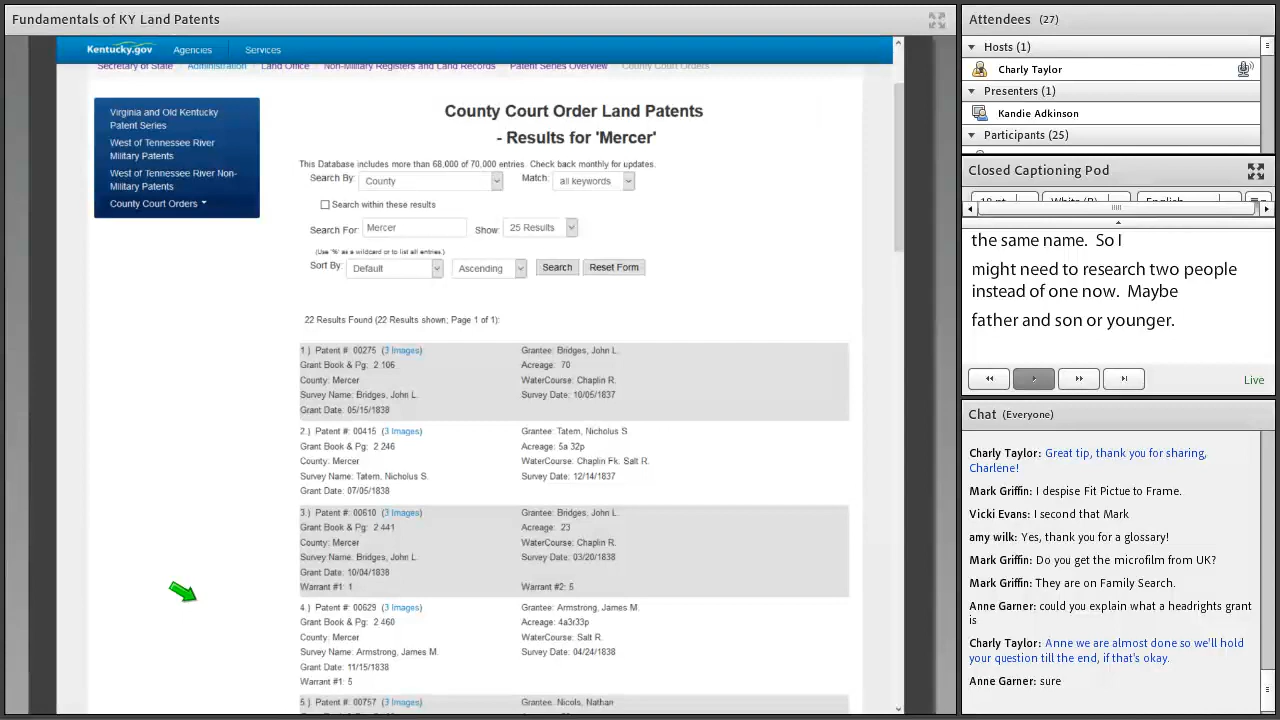 Fundamentals of KY Land Patents
Kentucky.gov Agencies Services
Secretary of State Administration Land Office Non-Military Registers and Land Records Patent Series Overview County Court Orders
Virginia and Old Kentucky
Patent Series
West of Tennessee River
Military Patents
West of Tennessee River Non-
Military Patents
County Court Orders
County Court Order Land Patents
- Results for 'Mercer'
This Database includes more than 68,000 of 70,000 entries. Check back monthly for updates.
Search By: County Match: all keywords
Search within these results
Search For: Mercer Show: 25 Results
(Use '%' as a wildcard or to list all entries.)
Sort By: Default Ascending Search Reset Form
22 Results Found (22 Results shown; Page 1 of 1):
1.) Patent #: 00275 (3 Images) Grantee: Bridges, John L.
Grant Book & Pg: 2 106 Acreage: 70
County: Mercer WaterCourse: Chaplin R.
Survey Name: Bridges, John L. Survey Date: 10/05/1837
Grant Date: 05/15/1838
2.) Patent #: 00415 (3 Images) Grantee: Tatem, Nicholus S
Grant Book & Pg: 2 246 Acreage: 5a 32p
County: Mercer WaterCourse: Chaplin Fk. Salt R.
Survey Name: Tatem, Nicholus S. Survey Date: 12/14/1837
Grant Date: 07/05/1838
3.) Patent #: 00610 (3 Images) Grantee: Bridges, John L.
Grant Book & Pg: 2 441 Acreage: 23
County: Mercer WaterCourse: Chaplin R.
Survey Name: Bridges, John L. Survey Date: 03/20/1838
Grant Date: 10/04/1838
Warrant #1: 1 Warrant #2: 5
4.) Patent #: 00629 (3 Images) Grantee: Armstrong, James M.
Grant Book & Pg: 2 460 Acreage: 4a3r33p
County: Mercer WaterCourse: Salt R.
Survey Name: Armstrong, James M. Survey Date: 04/24/1838
Grant Date: 11/15/1838
Warrant #1: 5
5.) Patent #: 00757 (3 Images) Grantee: Nicols, Nathan
Attendees (27)
Hosts (1)
Charly Taylor
Presenters (1)
Kandie Adkinson
Participants (25)
Closed Captioning Pod
English
the same name. So I
might need to research two people
instead of one now. Maybe
father and son or younger.
Live
Chat (Everyone)
Charly Taylor: Great tip, thank you for sharing,
Charlene!
Mark Griffin: I despise Fit Pictue to Frame.
Vicki Evans: I second that Mark
amy wilk: Yes, thank you for a glossary!
Mark Griffin: Do you get the microfilm from UK?
Mark Griffin: They are on Family Search.
Anne Garner: could you explain what a headrights grant
is
Charly Taylor: Anne we are almost done so we'll hold
your question till the end, if that's okay.
Anne Garner: sure